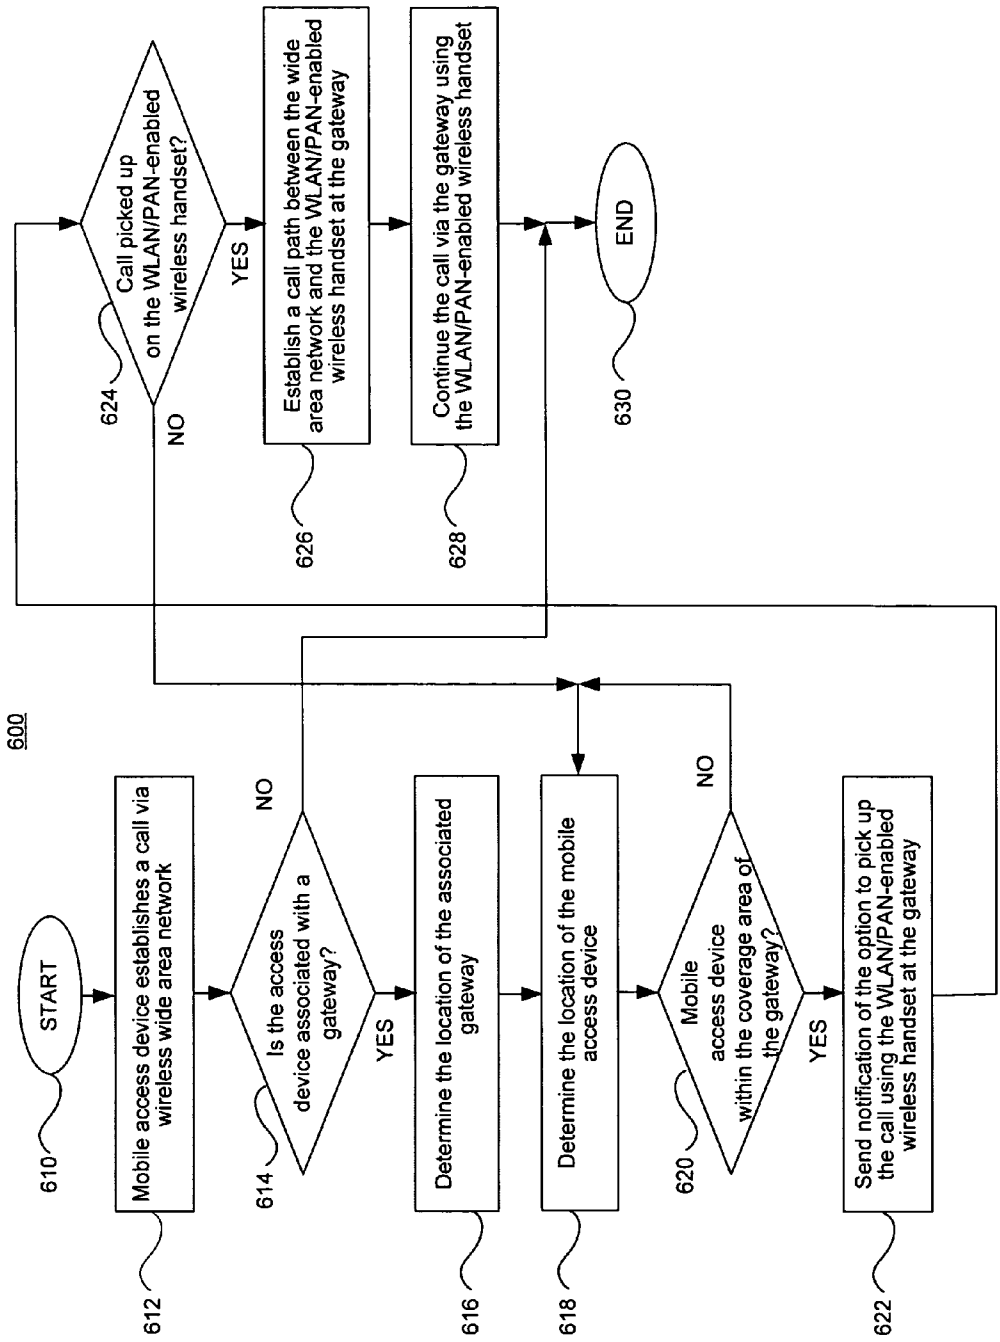 600
START
610
Mobile access device establishes a call via
wireless wide area network
612
Is the access
device associated with a
gateway?
614
NO
YES
Determine the location of the associated
gateway
616
Determine the location of the mobile
access device
618
Mobile
access device
within the coverage area of
the gateway?
620
NO
YES
Send notification of the option to pick up
the call using the WLAN/PAN-enabled
wireless handset at the gateway
622
Call picked up
on the WLAN/PAN-enabled
wireless handset?
624
NO
YES
Establish a call path between the wide
area network and the WLAN/PAN-enabled
wireless handset at the gateway
626
Continue the call via the gateway using
the WLAN/PAN-enabled wireless handset
628
END
630